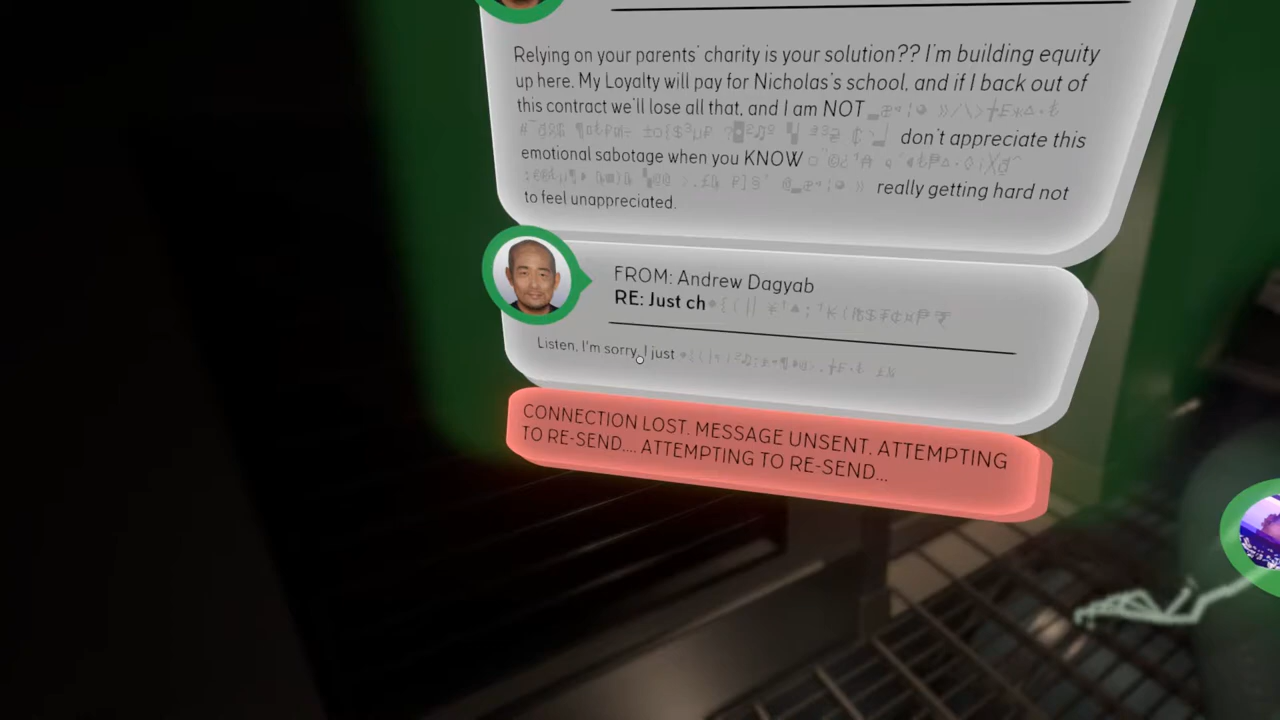 Relying on your parents' charity is your solution?? I'm building equity
up here. My Loyalty will pay for Nicholas's school, and if I back out of
this contract we'll lose all that, and I am NOT
don't appreciate this
emotional sabotage when you KNOW
really getting hard not
to feel unappreciated.
FROM: Andrew Dagyab
RE: Just ch
Listen, I'm sorry, I just
CONNECTION LOST. MESSAGE UNSENT. ATTEMPTING
TO RE-SEND.... ATTEMPTING TO RE-SEND...